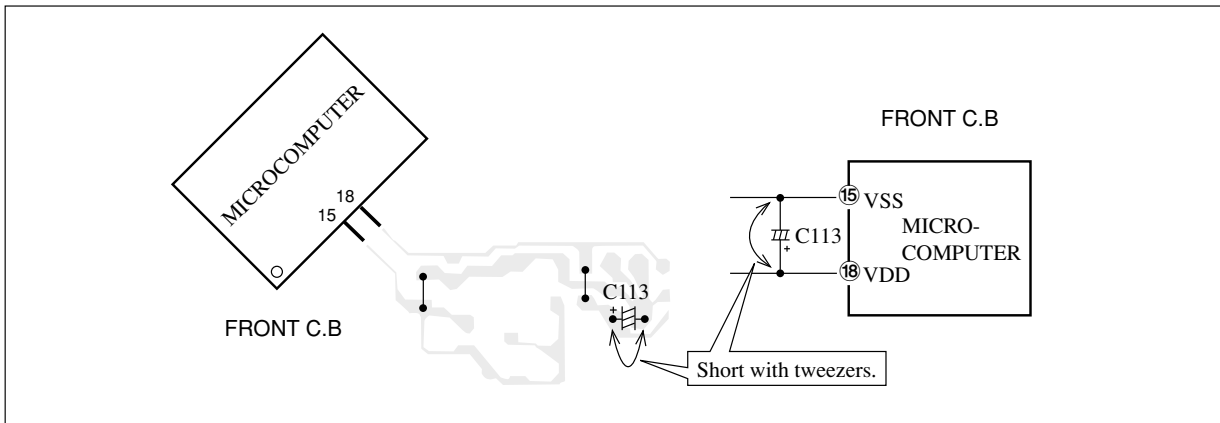 MICROCOMPUTER
18
15
FRONT C.B
C113
+
FRONT C.B
15 VSS
C113
+
MICRO-
COMPUTER
18 VDD
Short with tweezers.